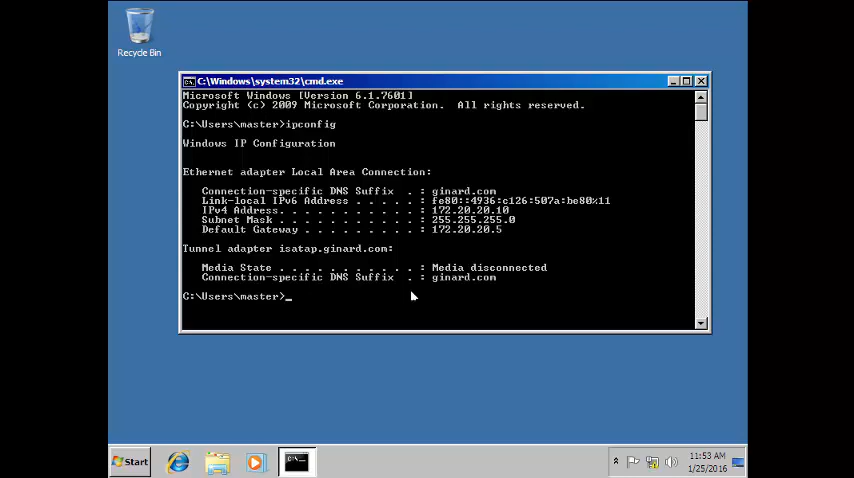 Recycle Bin
C:\Windows\system32\cmd.exe
Microsoft Windows [Version 6.1.7601]
Copyright (c) 2009 Microsoft Corporation.  All rights reserved.
C:\Users\master>ipconfig
Windows IP Configuration
Ethernet adapter Local Area Connection:
Connection-specific DNS Suffix  . : ginard.com
Link-local IPv6 Address . . . . . : fe80::4936:c126:507a:be80%11
IPv4 Address. . . . . . . . . . . : 172.20.20.10
Subnet Mask . . . . . . . . . . . : 255.255.255.0
Default Gateway . . . . . . . . . : 172.20.20.5
Tunnel adapter isatap.ginard.com:
Media State . . . . . . . . . . . : Media disconnected
Connection-specific DNS Suffix  . : ginard.com
C:\Users\master>_
Start
11:53 AM
1/25/2016